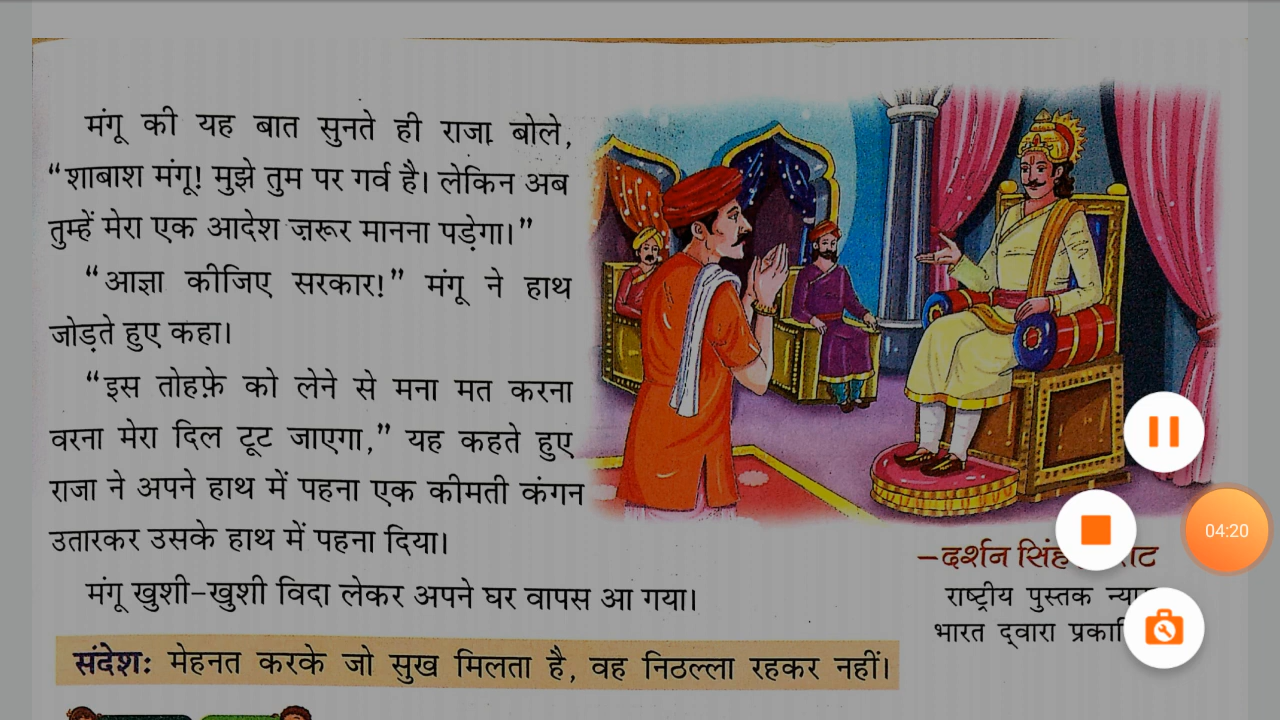 मंगू की यह बात सुनते ही राजा बोले,
“शाबाश मंगू! मुझे तुम पर गर्व है। लेकिन अब
तुम्हें मेरा एक आदेश ज़रूर मानना पड़ेगा।”
“आज्ञा कीजिए सरकार!” मंगू ने हाथ
जोड़ते हुए कहा।
“इस तोहफ़े को लेने से मना मत करना
वरना मेरा दिल टूट जाएगा,” यह कहते हुए
राजा ने अपने हाथ में पहना एक कीमती कंगन
उतारकर उसके हाथ में पहना दिया।
मंगू खुशी-खुशी विदा लेकर अपने घर वापस आ गया।
04:20
–दर्शन सिंह
राष्ट्रीय पुस्तक
भारत द्वारा
संदेशः मेहनत करके जो सुख मिलता है, वह निठल्ला रहकर नहीं।